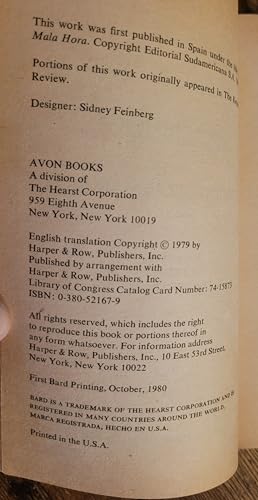 This work was first published in Spain under the
Mala Hora. Copyright Editorial Sudamericana S.A.
Portions of this work originally appeared in The
Review.
Designer: Sidney Feinberg
AVON BOOKS
A division of
The Hearst Corporation
959 Eighth Avenue
New York, New York 10019
English translation Copyright © 1979 by
Harper & Row, Publishers, Inc.
Published by arrangement with
Harper & Row, Publishers, Inc.
Library of Congress Catalog Card Number: 74-15873
ISBN: 0-380-52167-9
All rights reserved, which includes the right
to reproduce this book or portions thereof in
any form whatsoever. For information address
Harper & Row, Publishers, Inc., 10 East 53rd Street,
New York, New York 10022
First Bard Printing, October, 1980
BARD IS A TRADEMARK OF THE HEARST CORPORATION AND
REGISTERED IN MANY COUNTRIES AROUND THE WORLD,
MARCA REGISTRADA, HECHO EN U.S.A.
Printed in the U.S.A.